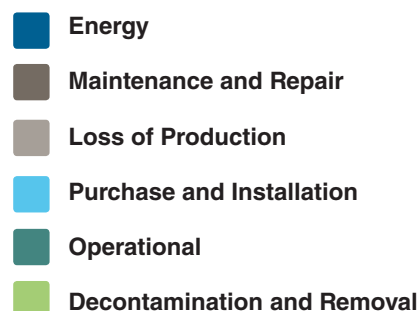 Energy
Maintenance and Repair
Loss of Production
Purchase and Installation
Operational
Decontamination and Removal